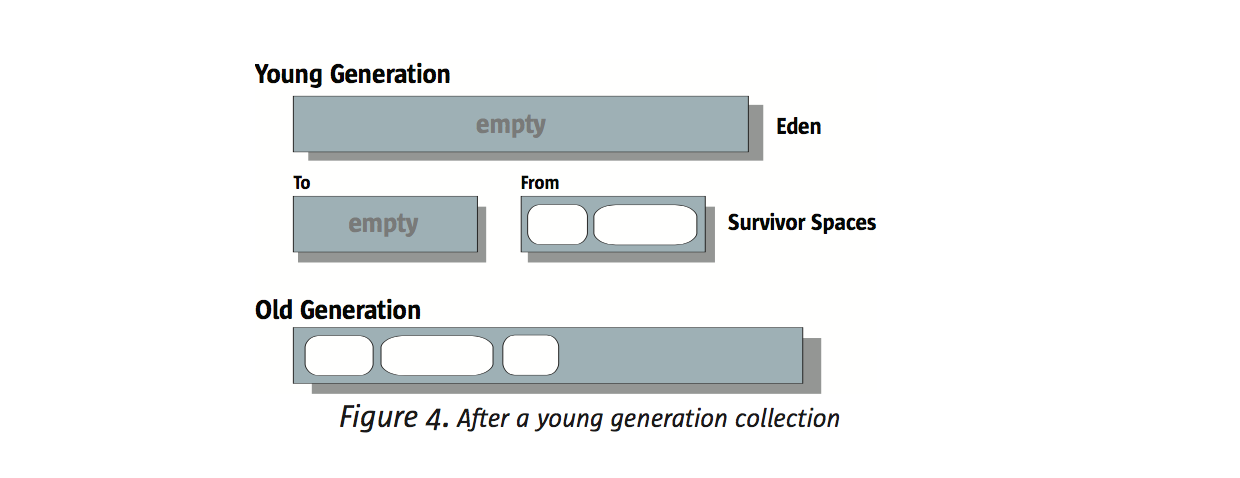 Young Generation
empty
Eden
To
From
empty
Survivor Spaces
Old Generation
Figure 4. After a young generation collection